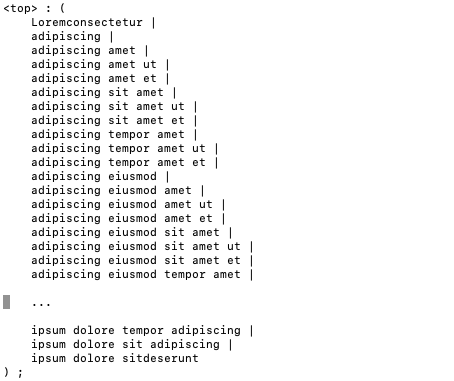 <top> : (
Loremconsectetur |
adipiscing |
adipiscing amet |
adipiscing amet ut |
adipiscing amet et |
adipiscing sit amet |
adipiscing sit amet ut |
adipiscing sit amet et |
adipiscing tempor amet |
adipiscing tempor amet ut |
adipiscing tempor amet et |
adipiscing eiusmod |
adipiscing eiusmod amet |
adipiscing eiusmod amet ut |
adipiscing eiusmod amet et |
adipiscing eiusmod sit amet |
adipiscing eiusmod sit amet ut |
adipiscing eiusmod sit amet et |
adipiscing eiusmod tempor amet |
...
ipsum dolore tempor adipiscing |
ipsum dolore sit adipiscing |
ipsum dolore sitdeserunt
) ;